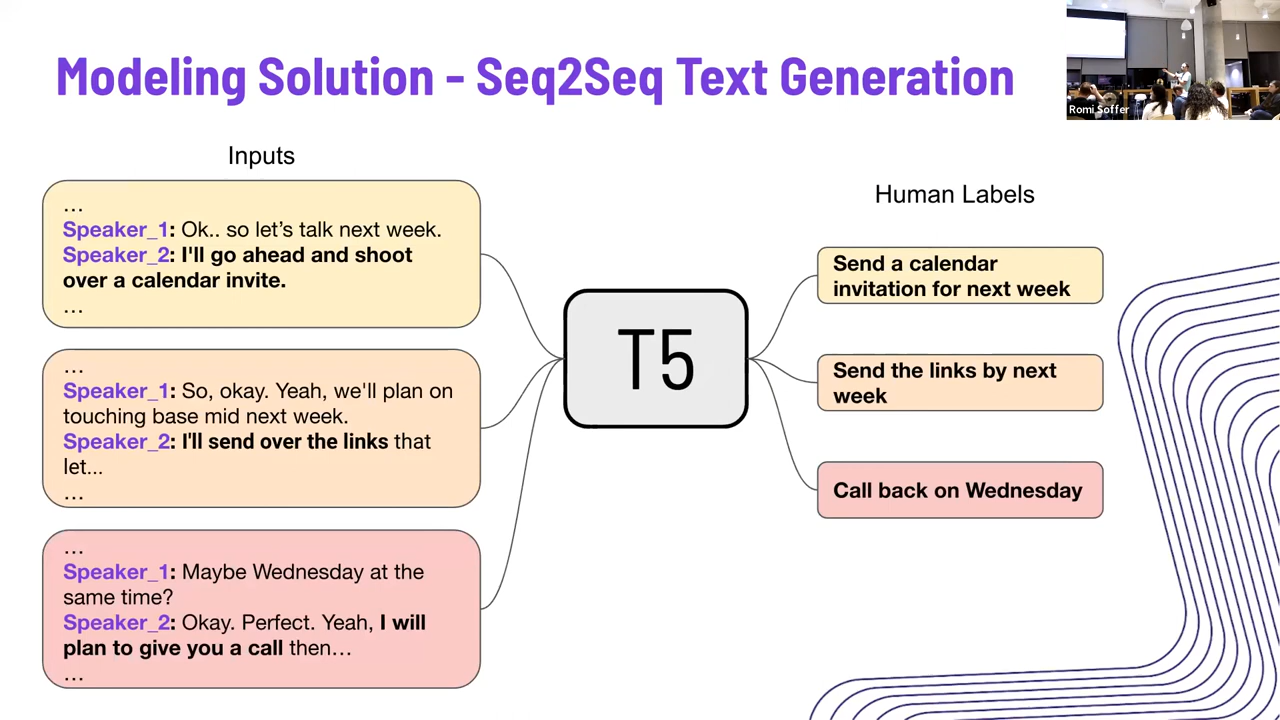 Modeling Solution - Seq2Seq Text Generation
Romi Soffer
Inputs
…
Speaker_1: Ok.. so let’s talk next week.
Speaker_2: I'll go ahead and shoot
over a calendar invite.
…
…
Speaker_1: So, okay. Yeah, we'll plan on
touching base mid next week.
Speaker_2: I'll send over the links that
let...
…
…
Speaker_1: Maybe Wednesday at the
same time?
Speaker_2: Okay. Perfect. Yeah, I will
plan to give you a call then…
…
T5
Human Labels
Send a calendar
invitation for next week
Send the links by next
week
Call back on Wednesday